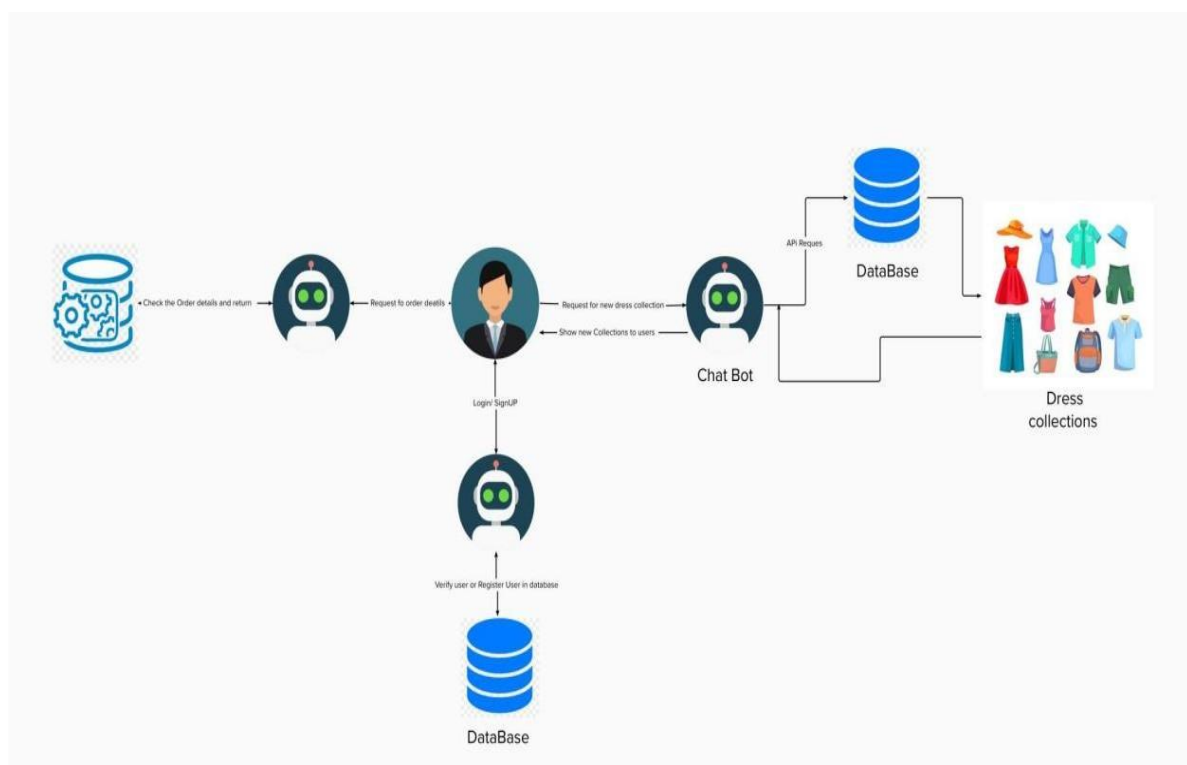 APi Reques
DataBase
Check the Order details and return
Request fo order deatils
Request for new dress collection
Show new Collections to users
Chat Bot
Dress
collections
Login/ SignUP
Verify user or Register User in database
DataBase